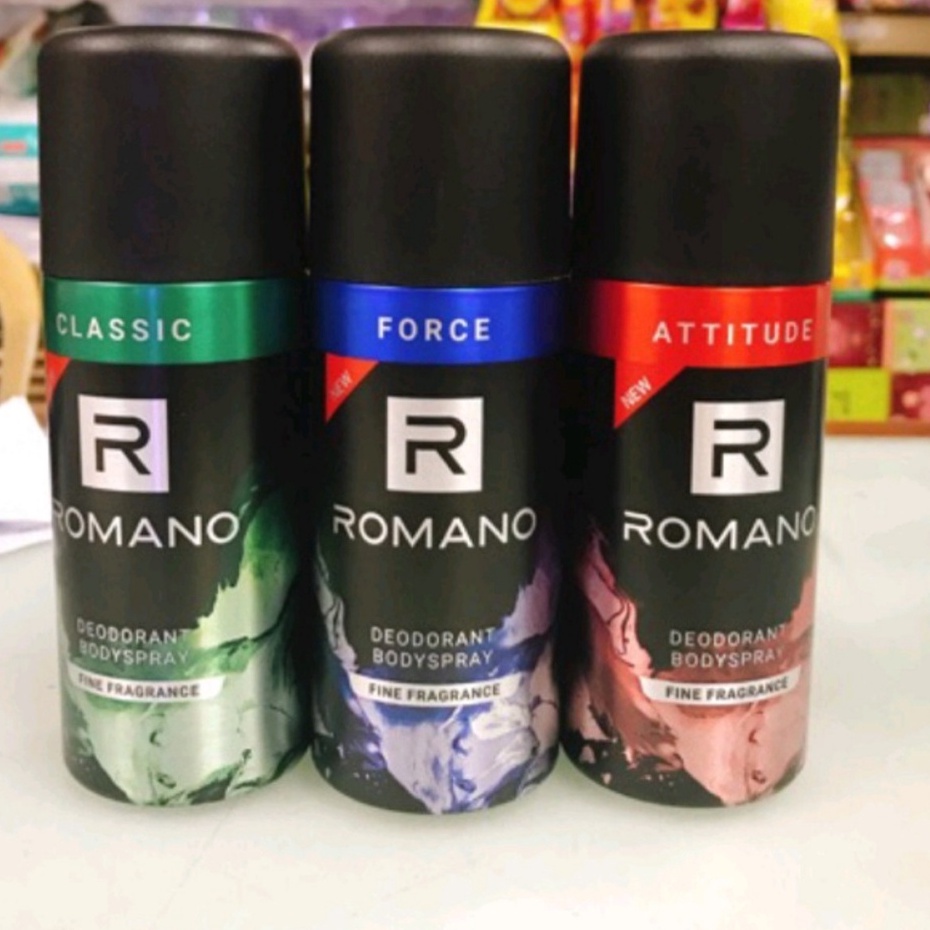 CLASSIC
R
ROMANO
DEODORANT
BODYSPRAY
FINE FRAGRANCE
FORCE
NEW
R
ROMANO
DEODORANT
BODYSPRAY
FINE FRAGRANCE
ATTITUDE
NEW
R
ROMANO
DEODORANT
BODYSPRAY
FINE FRAGRANCE